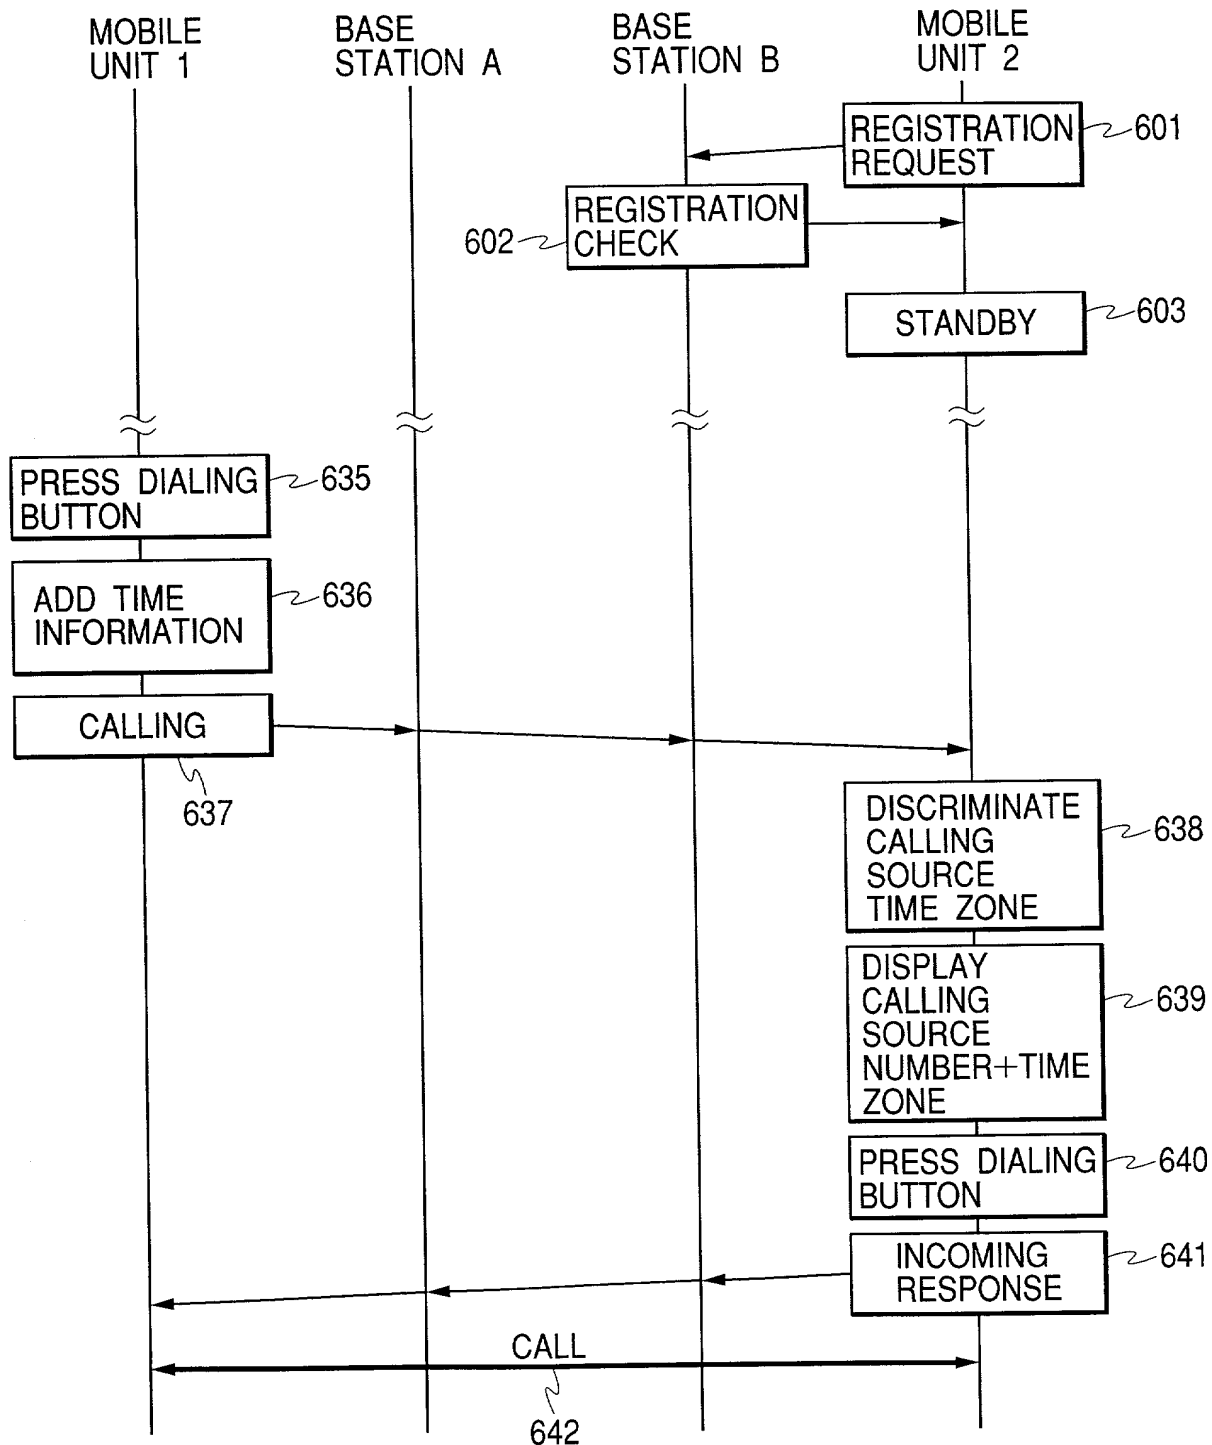 MOBILE
UNIT 1
BASE
STATION A
BASE
STATION B
MOBILE
UNIT 2
REGISTRATION
REQUEST
601
REGISTRATION
CHECK
602
STANDBY
603
PRESS DIALING
BUTTON
635
ADD TIME
INFORMATION
636
CALLING
637
DISCRIMINATE
CALLING
SOURCE
TIME ZONE
638
DISPLAY
CALLING
SOURCE
NUMBER+TIME
ZONE
639
PRESS DIALING
BUTTON
640
INCOMING
RESPONSE
641
CALL
642